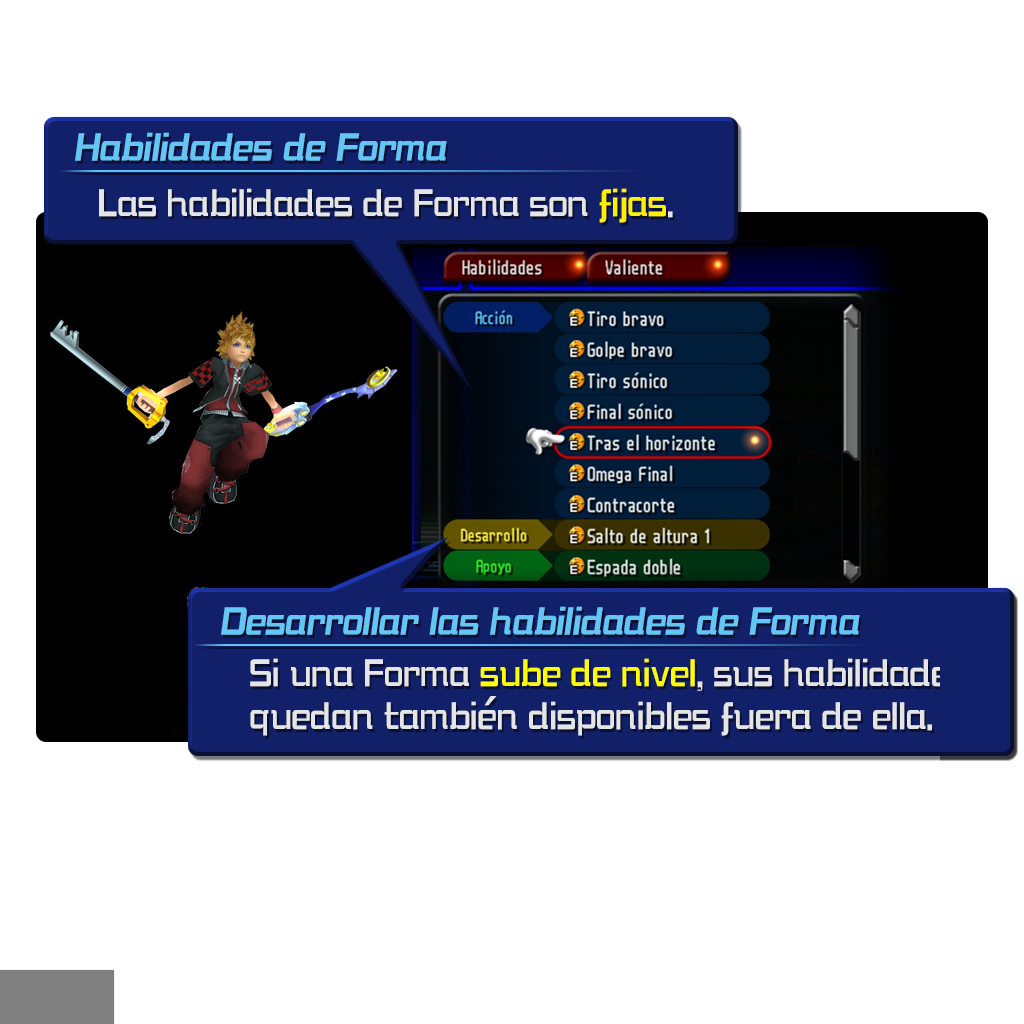 Habilidades de Forma
Las habilidades de Forma son fijas.
Habilidades
Valiente
Acción
Tiro bravo
Golpe bravo
Tiro sónico
Final sónico
Tras el horizonte
Omega Final
Contracorte
Desarrollo
Salto de altura 1
Apoyo
Espada doble
Desarrollar las habilidades de Forma
Si una Forma sube de nivel, sus habilidade
quedan también disponibles fuera de ella.